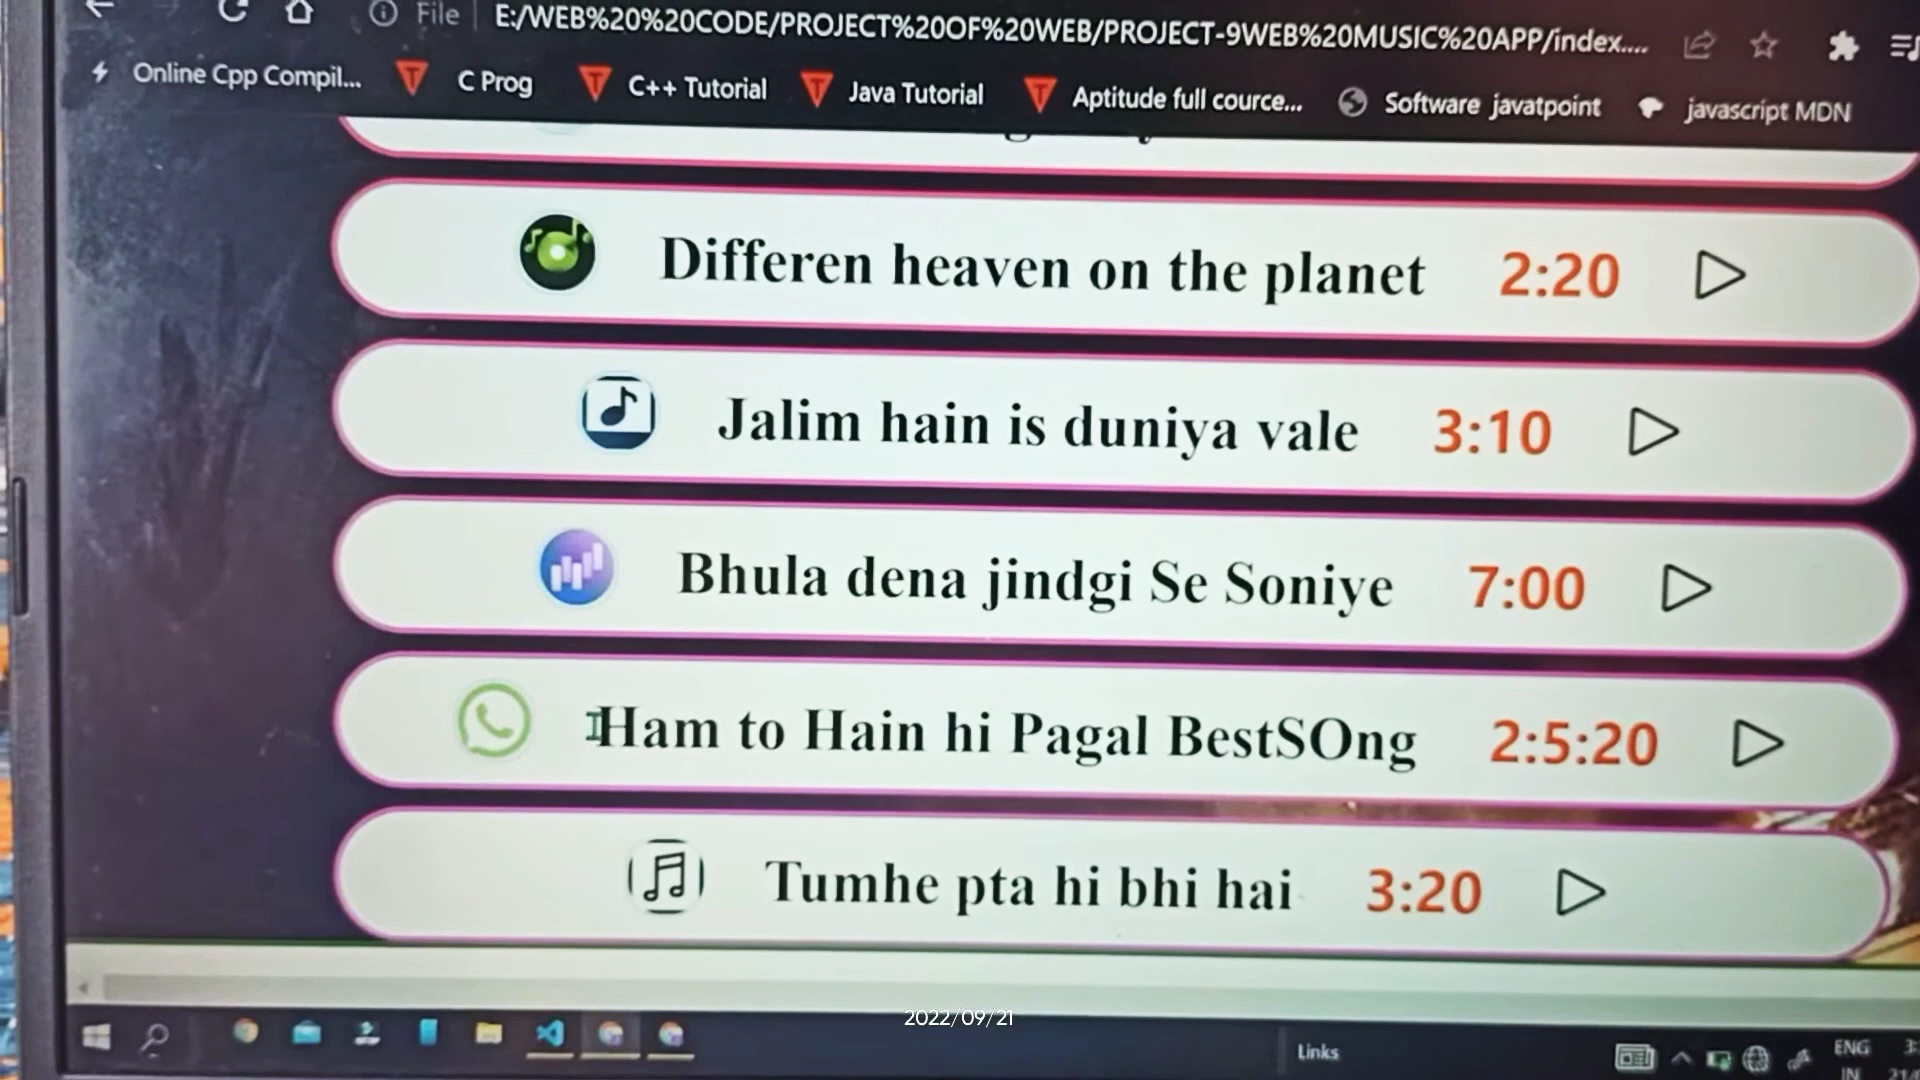 File E:/WEB%20%20CODE/PROJECT%20OF%20WEB/PROJECT-9WEB%20MUSIC%20APP/index....
Online Cpp Compil... C Prog C++ Tutorial Java Tutorial Aptitude full cource... Software javatpoint javascript MDN
Differen heaven on the planet 2:20
Jalim hain is duniya vale 3:10
Bhula dena jindgi Se Soniye 7:00
Ham to Hain hi Pagal BestSOng 2:5:20
Tumhe pta hi bhi hai 3:20
2022/09/21
Links ENG
IN